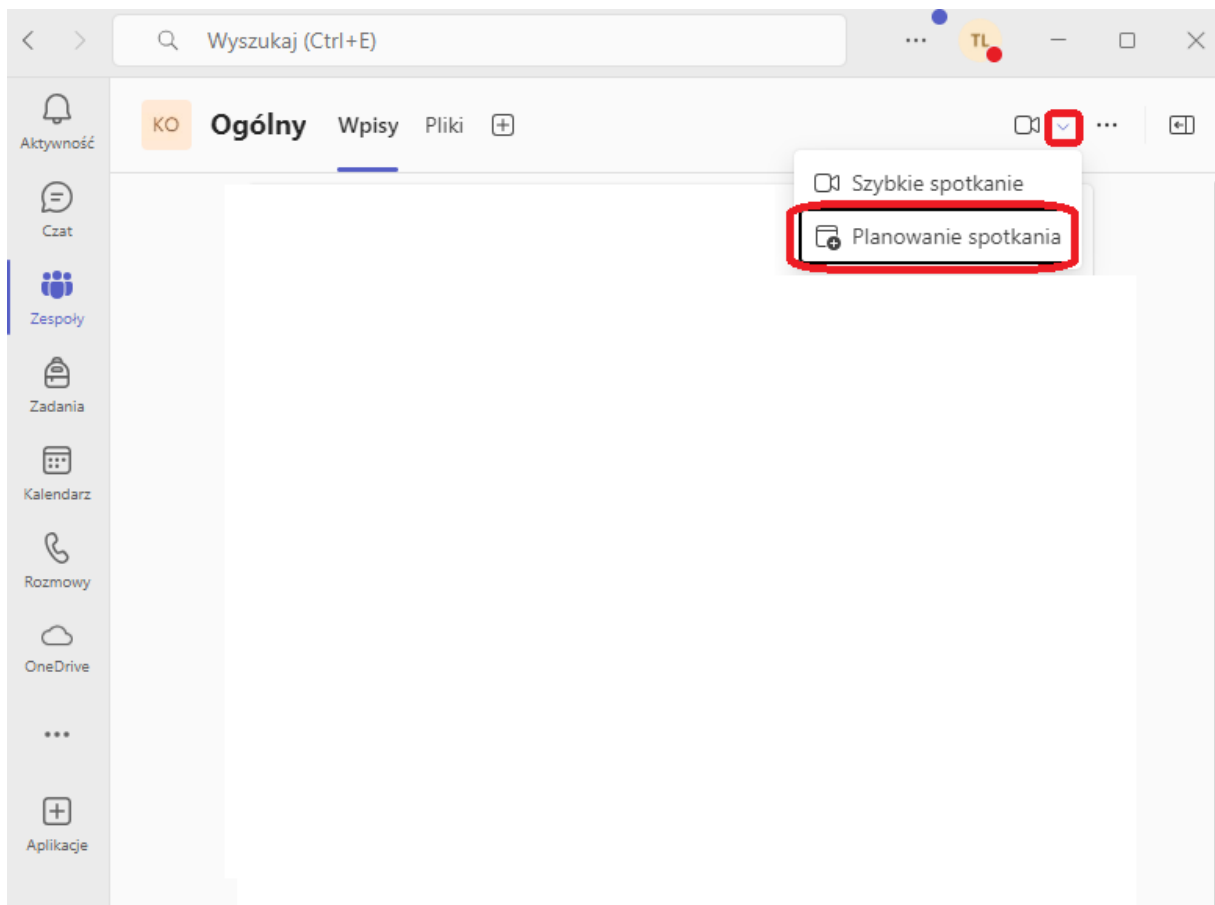 Wyszukaj (Ctrl+E)
TL
KO Ogólny Wpisy Pliki
Szybkie spotkanie
Planowanie spotkania
Aktywność
Czat
Zespoły
Zadania
Kalendarz
Rozmowy
OneDrive
Aplikacje